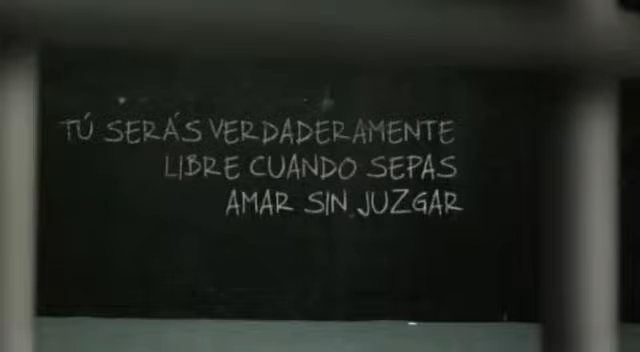 TÚ SERÁS VERDADERAMENTE
LIBRE CUANDO SEPAS
AMAR SIN JUZGAR